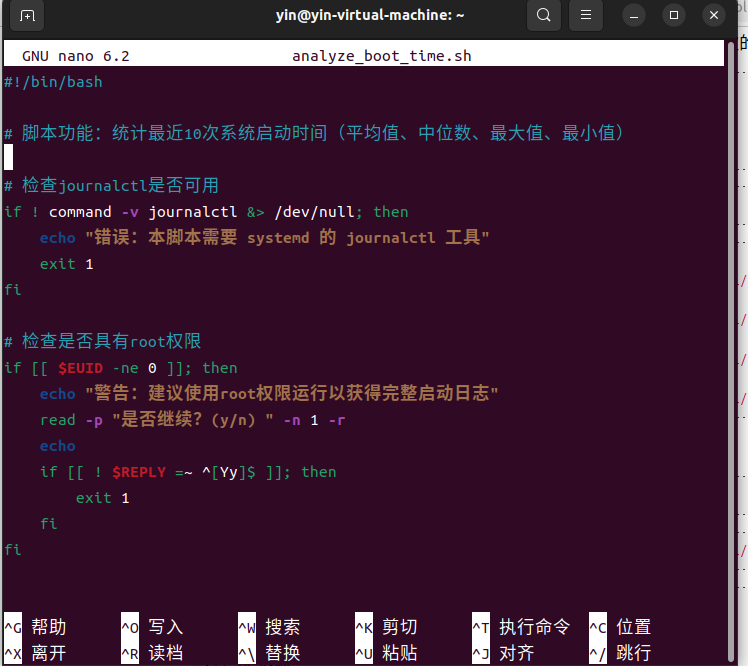 yin@yin-virtual-machine: ~
GNU nano 6.2 analyze_boot_time.sh
#!/bin/bash
# 脚本功能：统计最近10次系统启动时间（平均值、中位数、最大值、最小值）
# 检查journalctl是否可用
if ! command -v journalctl &> /dev/null; then
    echo "错误：本脚本需要 systemd 的 journalctl 工具"
    exit 1
fi
# 检查是否具有root权限
if [[ $EUID -ne 0 ]]; then
    echo "警告：建议使用root权限运行以获得完整启动日志"
    read -p "是否继续？(y/n) " -n 1 -r
    echo
    if [[ ! $REPLY =~ ^[Yy]$ ]]; then
        exit 1
    fi
fi
^G 帮助 ^O 写入 ^W 搜索 ^K 剪切 ^T 执行命令 ^C 位置
^X 离开 ^R 读档 ^\ 替换 ^U 粘贴 ^J 对齐 ^/ 跳行